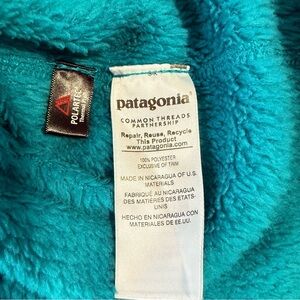 POLARTEC
patagonia
COMMON THREADS
PARTNERSHIP
Repair, Reuse, Recycle
This Product
www.patagonia.com
100% POLYESTER
EXCLUSIVE OF TRIM
MADE IN NICARAGUA OF U.S.
MATERIALS
FABRIQUÉ AU NICARAGUA
DES MATIÈRES DES ETATS-
UNIS
HECHO EN NICARAGUA CON
MATERIALES DE EE.UU.